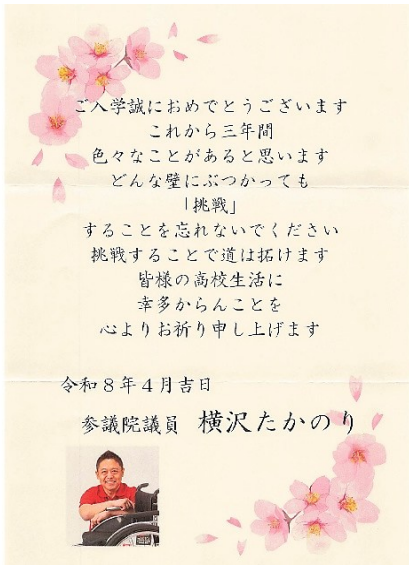 ご入学誠におめでとうございます
これから三年間
色々なことがあると思います
どんな壁にぶつかっても
「挑戦」
することを忘れないでください
挑戦することで道は拓けます
皆様の高校生活に
幸多からんことを
心よりお祈り申し上げます
令和８年４月吉日
参議院議員 横沢たかのり